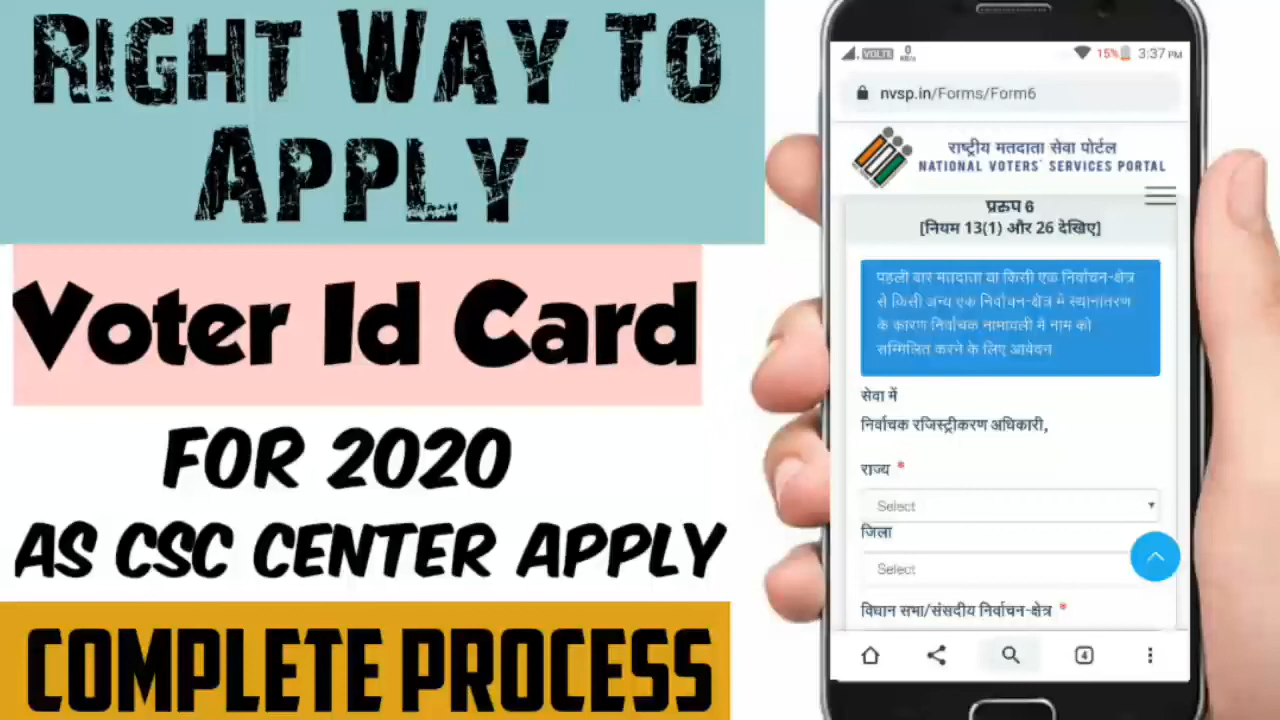 RIGHT WAY TO
APPLY
Voter Id Card
FOR 2020
AS CSC CENTER APPLY
COMPLETE PROCESS
VOLTE 0 KB/s 15% 3:37 PM
nvsp.in/Forms/Form6
राष्ट्रीय मतदाता सेवा पोर्टल
NATIONAL VOTERS' SERVICES PORTAL
प्ररुप 6
[नियम 13(1) और 26 देखिए]
पहली बार मतदाता या किसी एक निर्वाचन-क्षेत्र
से किसी अन्य एक निर्वाचन-क्षेत्र में स्थानांतरण
के कारण निर्वाचक नामावली में नाम को
सम्मिलित करने के लिए आवेदन
सेवा में
निर्वाचक रजिस्ट्रीकरण अधिकारी,
राज्य *
Select
जिला
Select
विधान सभा/संसदीय निर्वाचन-क्षेत्र *
4